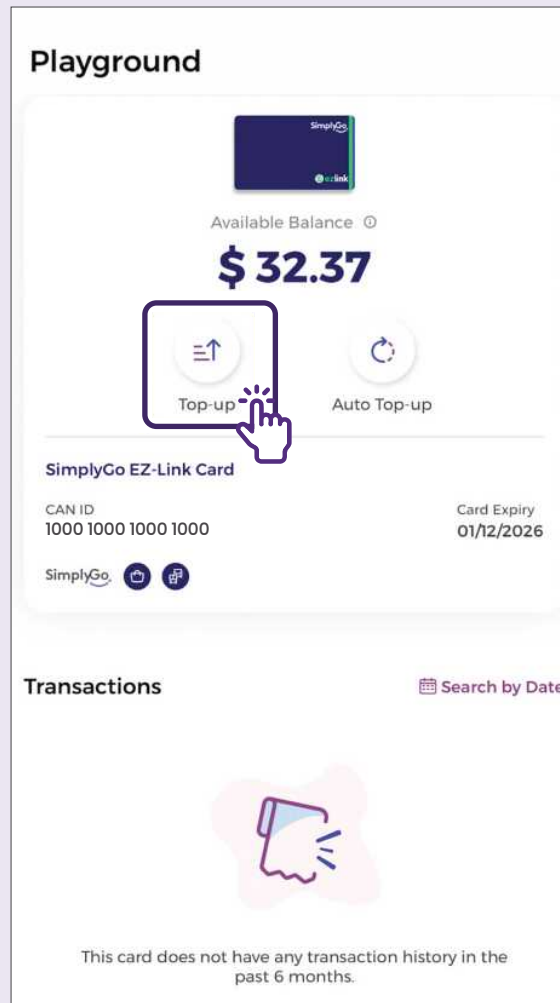 Playground
SimplyGo
ezlink
Available Balance
$ 32.37
Top-up
Auto Top-up
SimplyGo EZ-Link Card
CAN ID
Card Expiry
1000 1000 1000 1000
01/12/2026
SimplyGo
Transactions
Search by Date
This card does not have any transaction history in the
past 6 months.